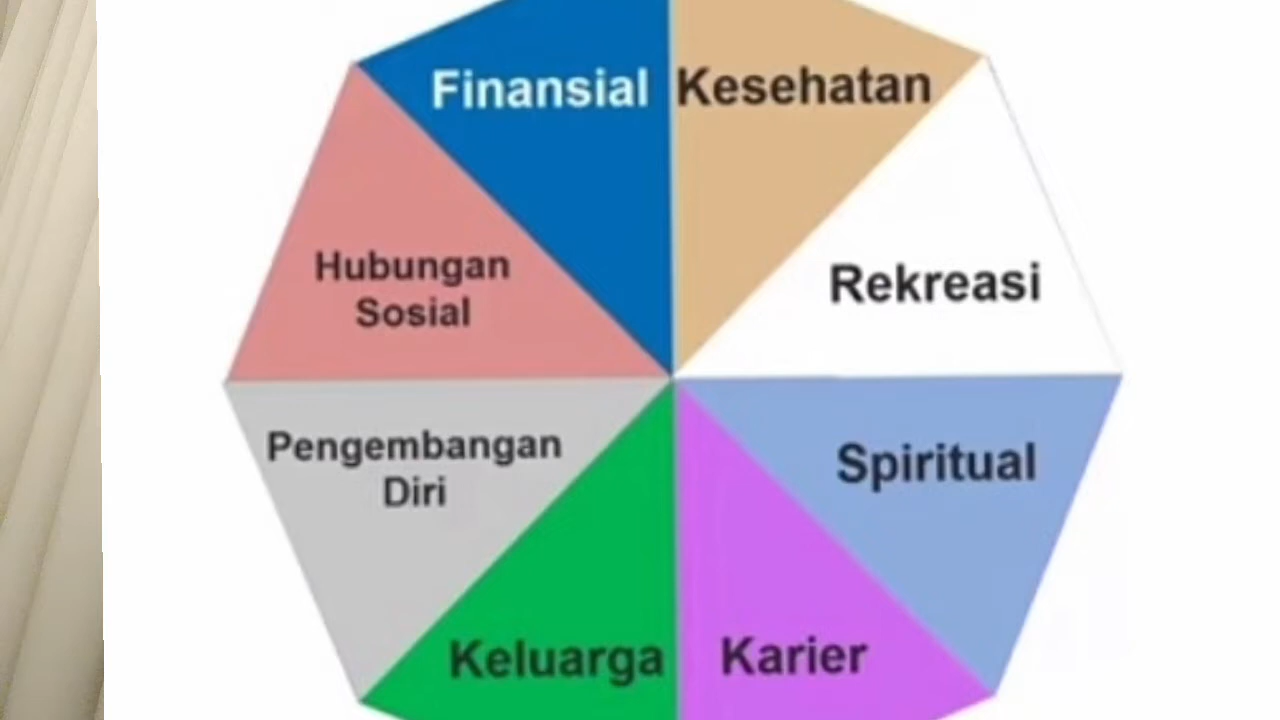 Finansial
Kesehatan
Hubungan
Sosial
Rekreasi
Pengembangan
Diri
Spiritual
Keluarga
Karier